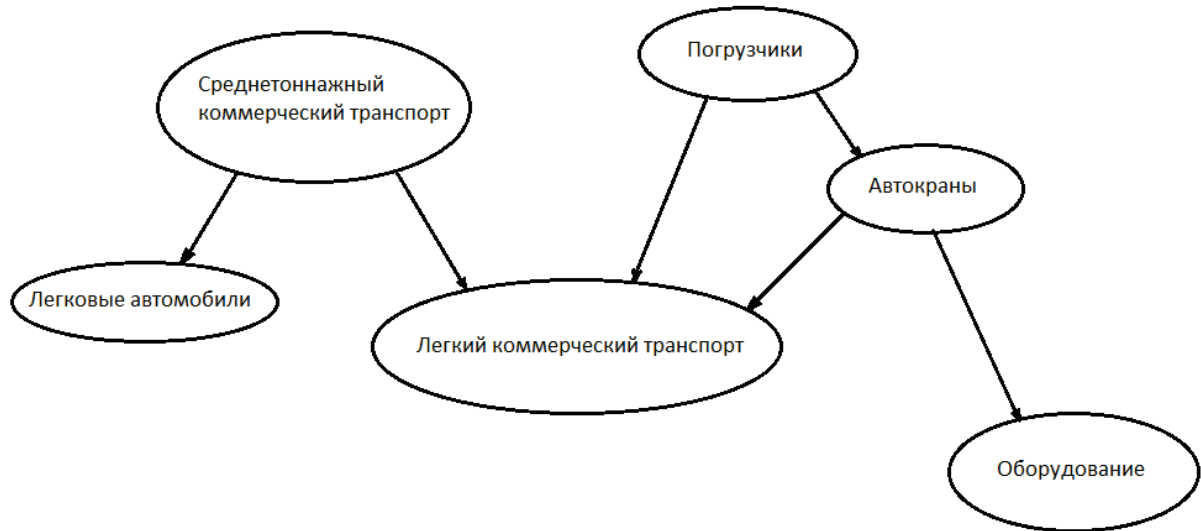 Погрузчики
Среднетоннажный
коммерческий транспорт
Автокраны
Легковые автомобили
Легкий коммерческий транспорт
Оборудование